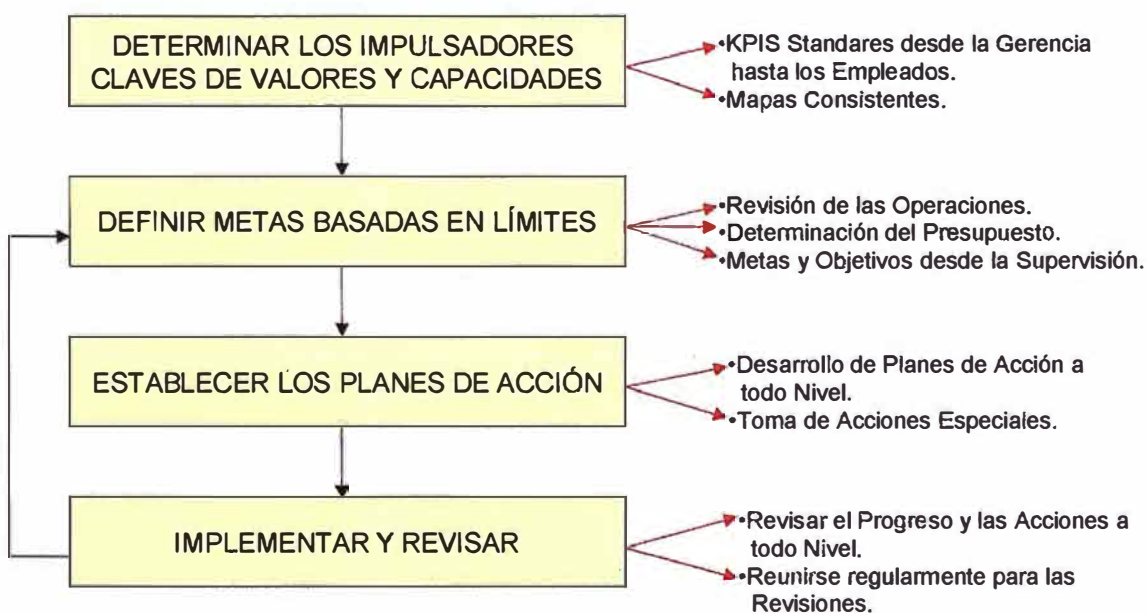 DETERMINAR LOS IMPULSADORES
CLAVES DE VALORES Y CAPACIDADES
•KPIS Standares desde la Gerencia
hasta los Empleados.
•Mapas Consistentes.
DEFINIR METAS BASADAS EN LÍMITES
•Revisión de las Operaciones.
•Determinación del Presupuesto.
•Metas y Objetivos desde la Supervisión.
ESTABLECER LOS PLANES DE ACCIÓN
•Desarrollo de Planes de Acción a
todo Nivel.
•Toma de Acciones Especiales.
IMPLEMENTAR Y REVISAR
•Revisar el Progreso y las Acciones a
todo Nivel.
•Reunirse regularmente para las
Revisiones.